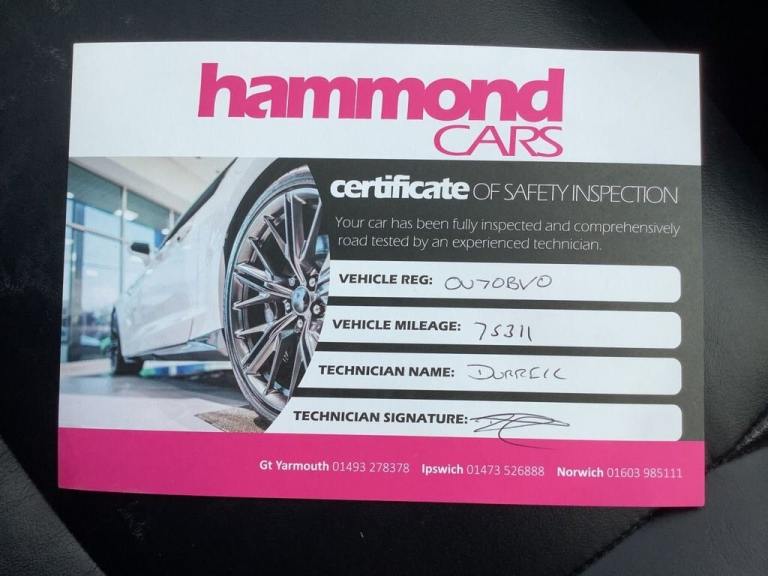 hammond
CARS
certificate OF SAFETY INSPECTION
Your car has been fully inspected and comprehensively
road tested by an experienced technician.
VEHICLE REG: OU70BVO
VEHICLE MILEAGE: 75311
TECHNICIAN NAME:
TECHNICIAN SIGNATURE:
Gt Yarmouth 01493 278378 Ipswich 01473 526888 Norwich 01603 985111